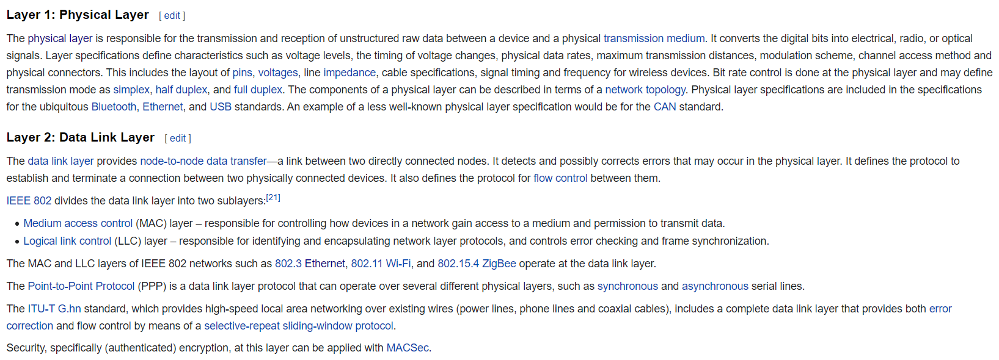 Layer 1: Physical Layer [ edit ]
The physical layer is responsible for the transmission and reception of unstructured raw data between a device and a physical transmission medium. It converts the digital bits into electrical, radio, or optical
signals. Layer specifications define characteristics such as voltage levels, the timing of voltage changes, physical data rates, maximum transmission distances, modulation scheme, channel access method and
physical connectors. This includes the layout of pins, voltages, line impedance, cable specifications, signal timing and frequency for wireless devices. Bit rate control is done at the physical layer and may define
transmission mode as simplex, half duplex, and full duplex. The components of a physical layer can be described in terms of a network topology. Physical layer specifications are included in the specifications
for the ubiquitous Bluetooth, Ethernet, and USB standards. An example of a less well-known physical layer specification would be for the CAN standard.
Layer 2: Data Link Layer [ edit ]
The data link layer provides node-to-node data transfer—a link between two directly connected nodes. It detects and possibly corrects errors that may occur in the physical layer. It defines the protocol to
establish and terminate a connection between two physically connected devices. It also defines the protocol for flow control between them.
IEEE 802 divides the data link layer into two sublayers:[21]
• Medium access control (MAC) layer – responsible for controlling how devices in a network gain access to a medium and permission to transmit data.
• Logical link control (LLC) layer – responsible for identifying and encapsulating network layer protocols, and controls error checking and frame synchronization.
The MAC and LLC layers of IEEE 802 networks such as 802.3 Ethernet, 802.11 Wi-Fi, and 802.15.4 ZigBee operate at the data link layer.
The Point-to-Point Protocol (PPP) is a data link layer protocol that can operate over several different physical layers, such as synchronous and asynchronous serial lines.
The ITU-T G.hn standard, which provides high-speed local area networking over existing wires (power lines, phone lines and coaxial cables), includes a complete data link layer that provides both error
correction and flow control by means of a selective-repeat sliding-window protocol.
Security, specifically (authenticated) encryption, at this layer can be applied with MACSec.